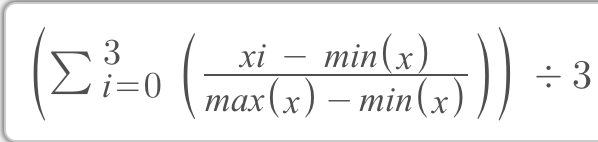 (∑ 3 i=0 (xi − min(x) / max(x) − min(x))) ÷ 3